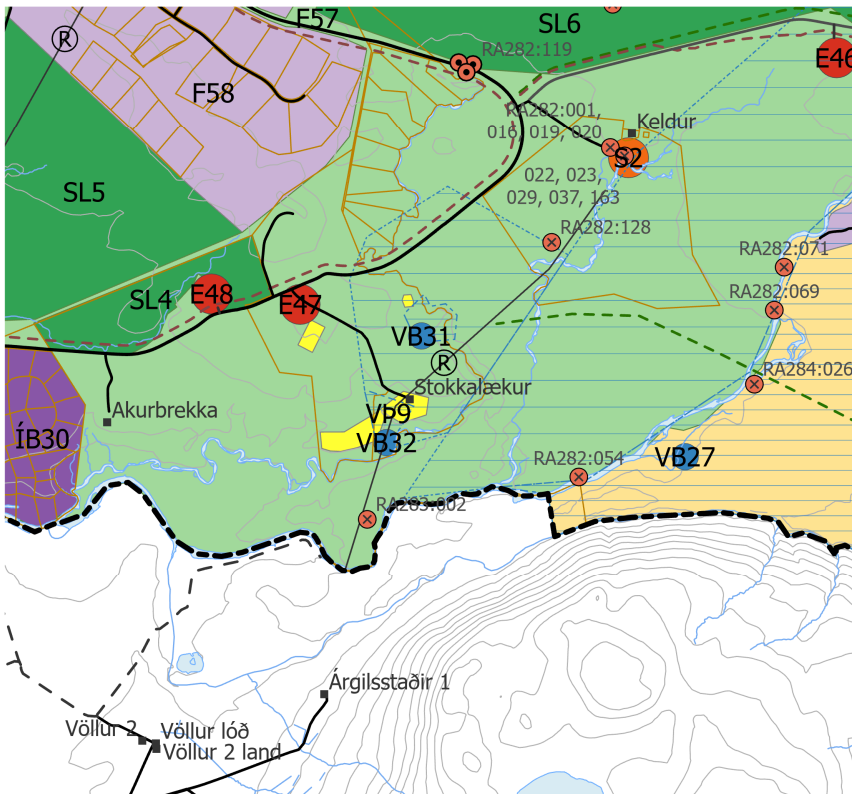 F57
SL6
R
RA282:119
E46
F58
RA282:001,
016, 019, 020
Keldur
S2
022, 023,
029, 037, 163
SL5
RA282:128
RA282:071
E48
SL4
E47
RA282:069
VB31
R
RA284:026
Stokkalækur
Akurbrekka
VÞ9
ÍB30
VB32
VB27
RA282:054
RA283:002
Árgilsstaðir 1
Völlur 2
Völlur lóð
Völlur 2 land